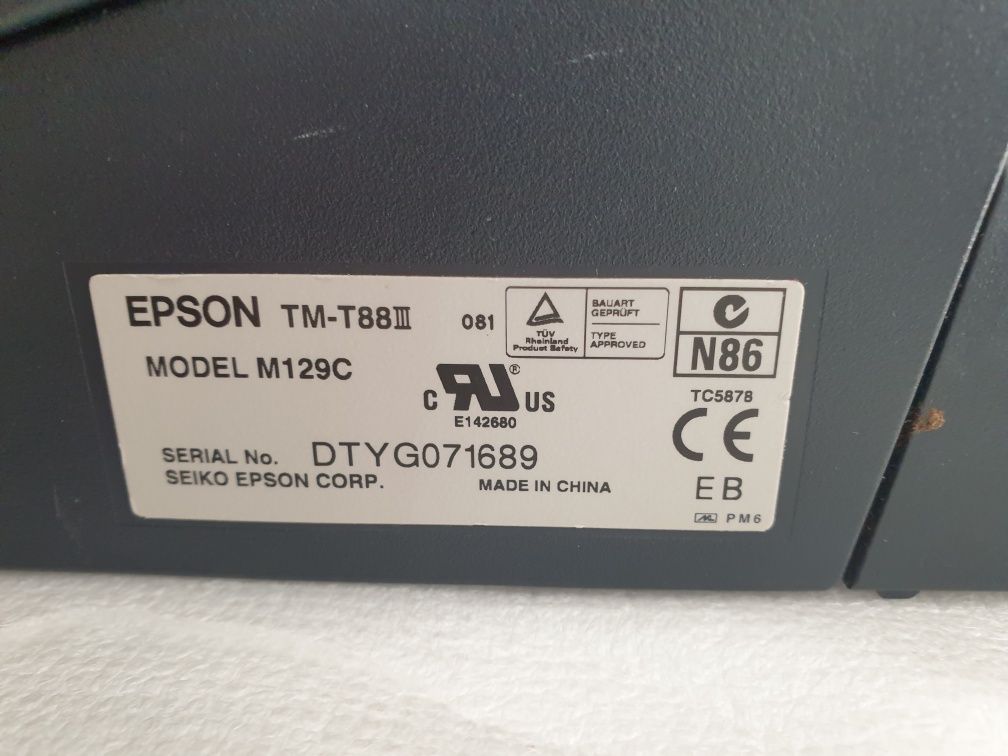 EPSON TM-T88III 081
TÜV
Rheinland
Product Safety
BAUART
GEPRÜFT
TYPE
APPROVED
N86
MODEL M129C
C RU® US
E142680
TC5878
CE
SERIAL No. DTYG071689
SEIKO EPSON CORP. MADE IN CHINA
EB
PM6